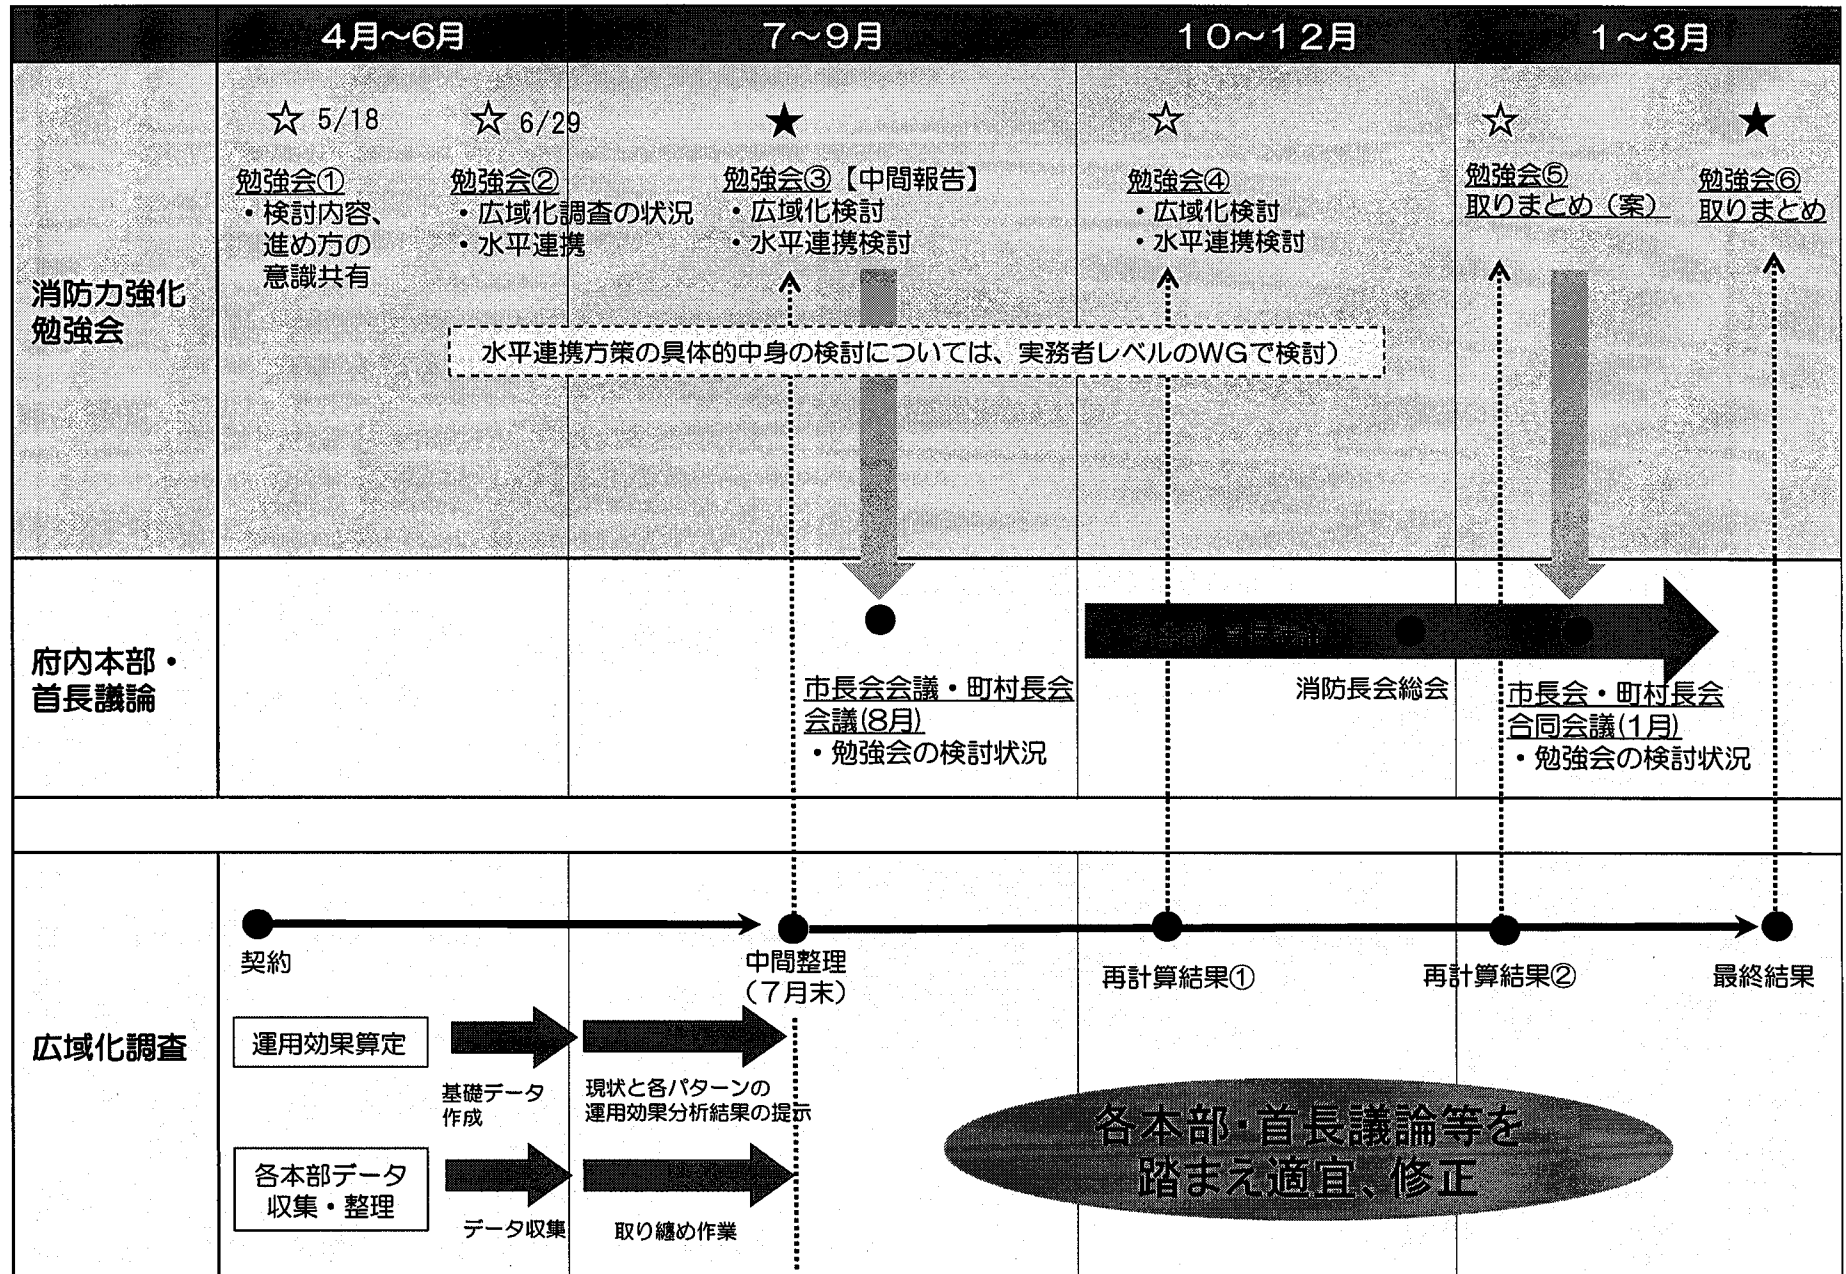 4月～6月
7～9月
10～12月
1～3月
消防力強化
勉強会
☆ 5/18
☆ 6/29
★
☆
☆
★
勉強会①
・検討内容、
進め方の
意識共有
勉強会②
・広域化調査の状況
・水平連携
勉強会③【中間報告】
・広域化検討
・水平連携検討
勉強会④
・広域化検討
・水平連携検討
勉強会⑤
取りまとめ（案）
勉強会⑥
取りまとめ
水平連携方策の具体的中身の検討については、実務者レベルのWGで検討）
府内本部・
首長議論
市長会会議・町村長会
会議(8月)
・勉強会の検討状況
消防長会総会
市長会・町村長会
合同会議(1月)
・勉強会の検討状況
広域化調査
契約
中間整理
（7月末）
再計算結果①
再計算結果②
最終結果
運用効果算定
基礎データ
作成
現状と各パターンの
運用効果分析結果の提示
各本部データ
収集・整理
データ収集
取り纏め作業
各本部・首長議論等を
踏まえ適宜、修正